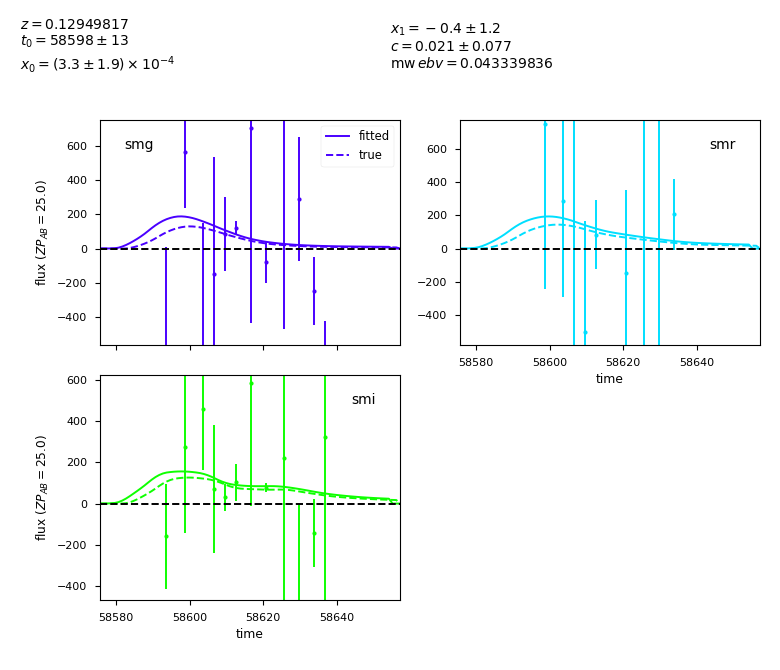 z = 0.12949817
t₀ = 58598 ± 13
x₀ = (3.3 ± 1.9) × 10⁻⁴
x₁ = − 0.4 ± 1.2
c = 0.021 ± 0.077
mw ebv = 0.043339836
smg
fitted
true
600
400
200
0
−200
−400
flux (ZP_AB = 25.0)
smr
600
400
200
0
−200
−400
58580 58600 58620 58640
time
smi
600
400
200
0
−200
−400
flux (ZP_AB = 25.0)
58580 58600 58620 58640
time